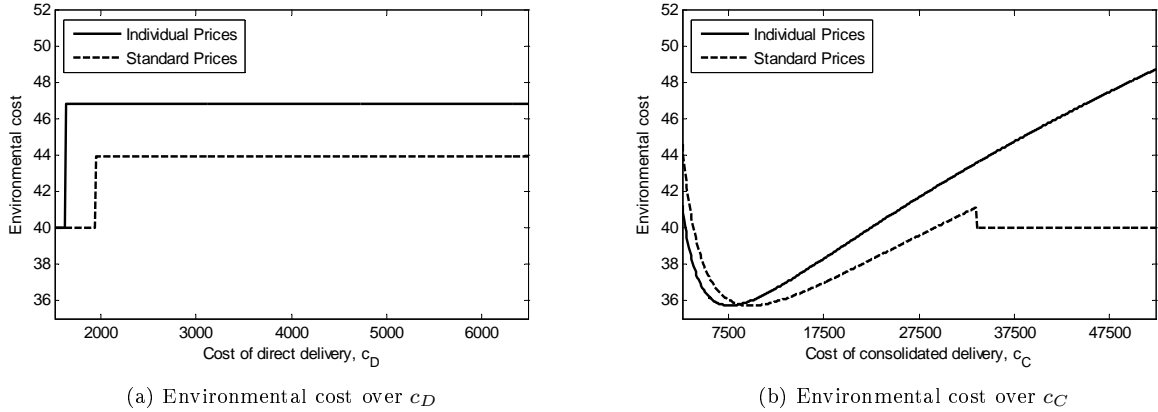 52
50
48
46
44
42
40
38
36
Environmental cost
Individual Prices
Standard Prices
2000 3000 4000 5000 6000
Cost of direct delivery, c_D
(a) Environmental cost over c_D
52
50
48
46
44
42
40
38
36
Environmental cost
Individual Prices
Standard Prices
7500 17500 27500 37500 47500
Cost of consolidated delivery, c_C
(b) Environmental cost over c_C